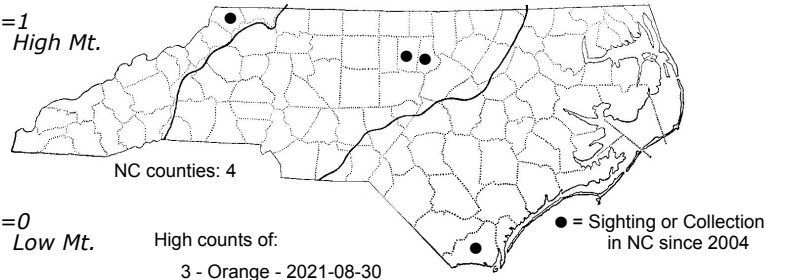 =1
High Mt.
NC counties: 4
=0
Low Mt.
High counts of:
3 - Orange - 2021-08-30
● = Sighting or Collection
in NC since 2004